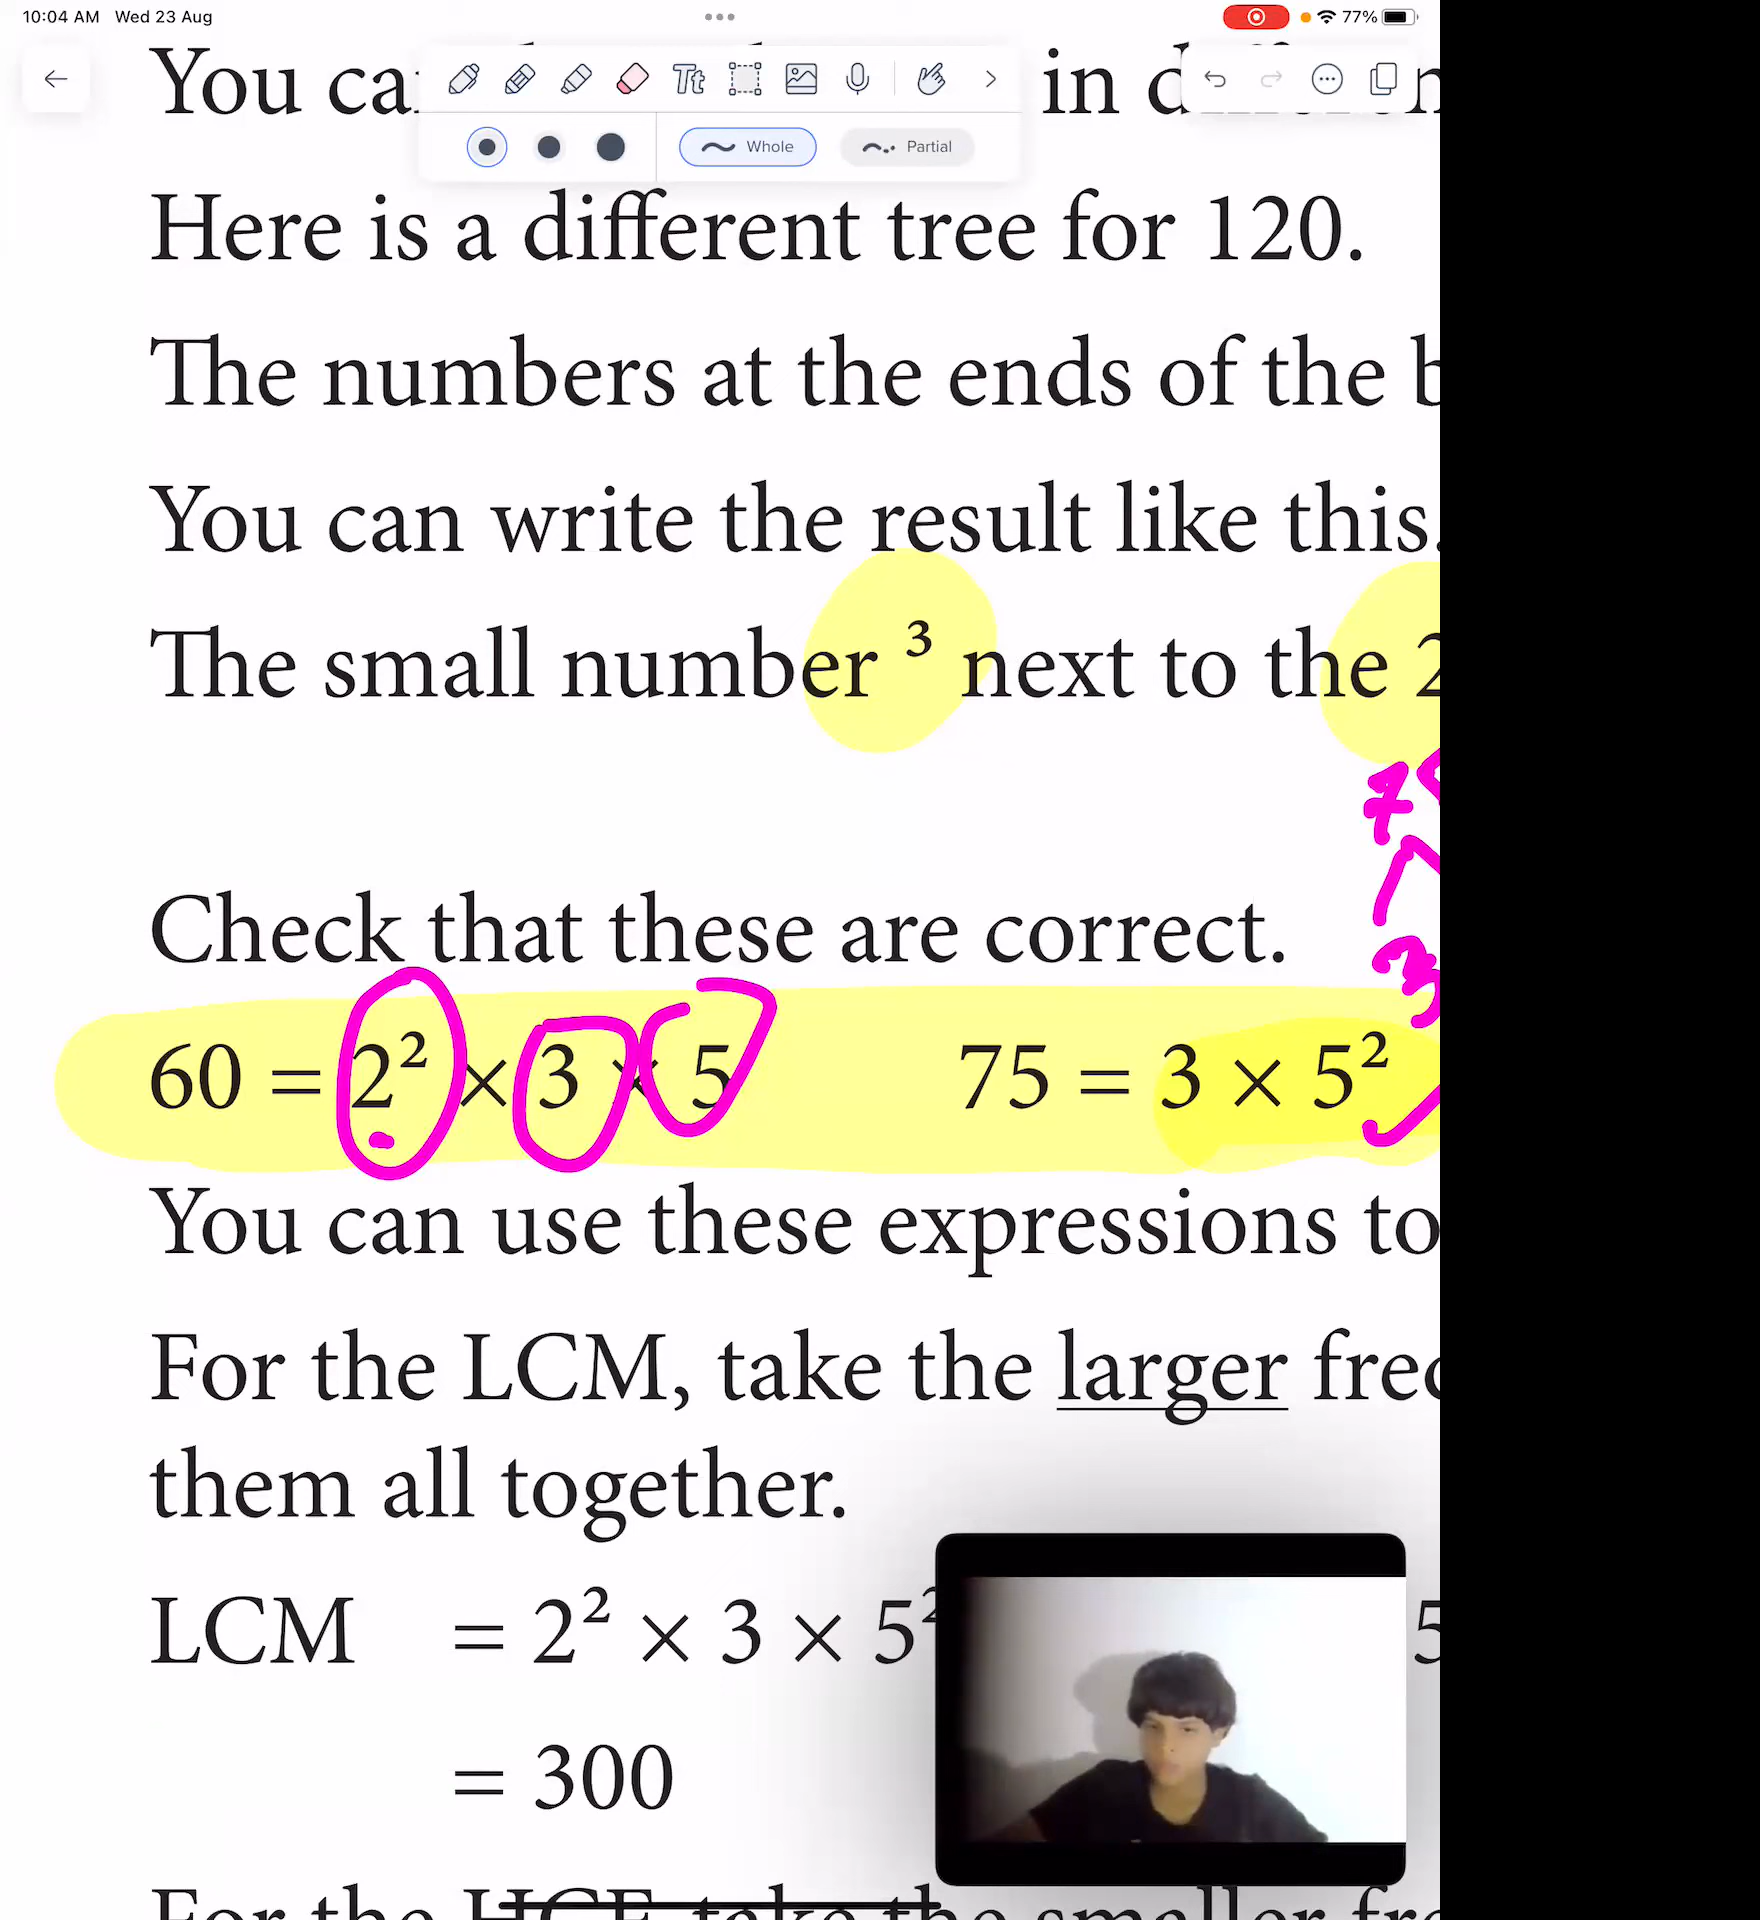 10:04 AM Wed 23 Aug
77%
You in
Tt
Whole Partial
Here is a different tree for 120.
The numbers at the ends of the
You can write the result like this.
The small number ³ next to the 2
7
Check that these are correct.
3
60 = 2² × 3 × 5 75 = 3 × 5²
You can use these expressions to
For the LCM, take the larger
them all together.
LCM = 2² × 3 × 5² 5
= 300
For the HCF, take the smaller